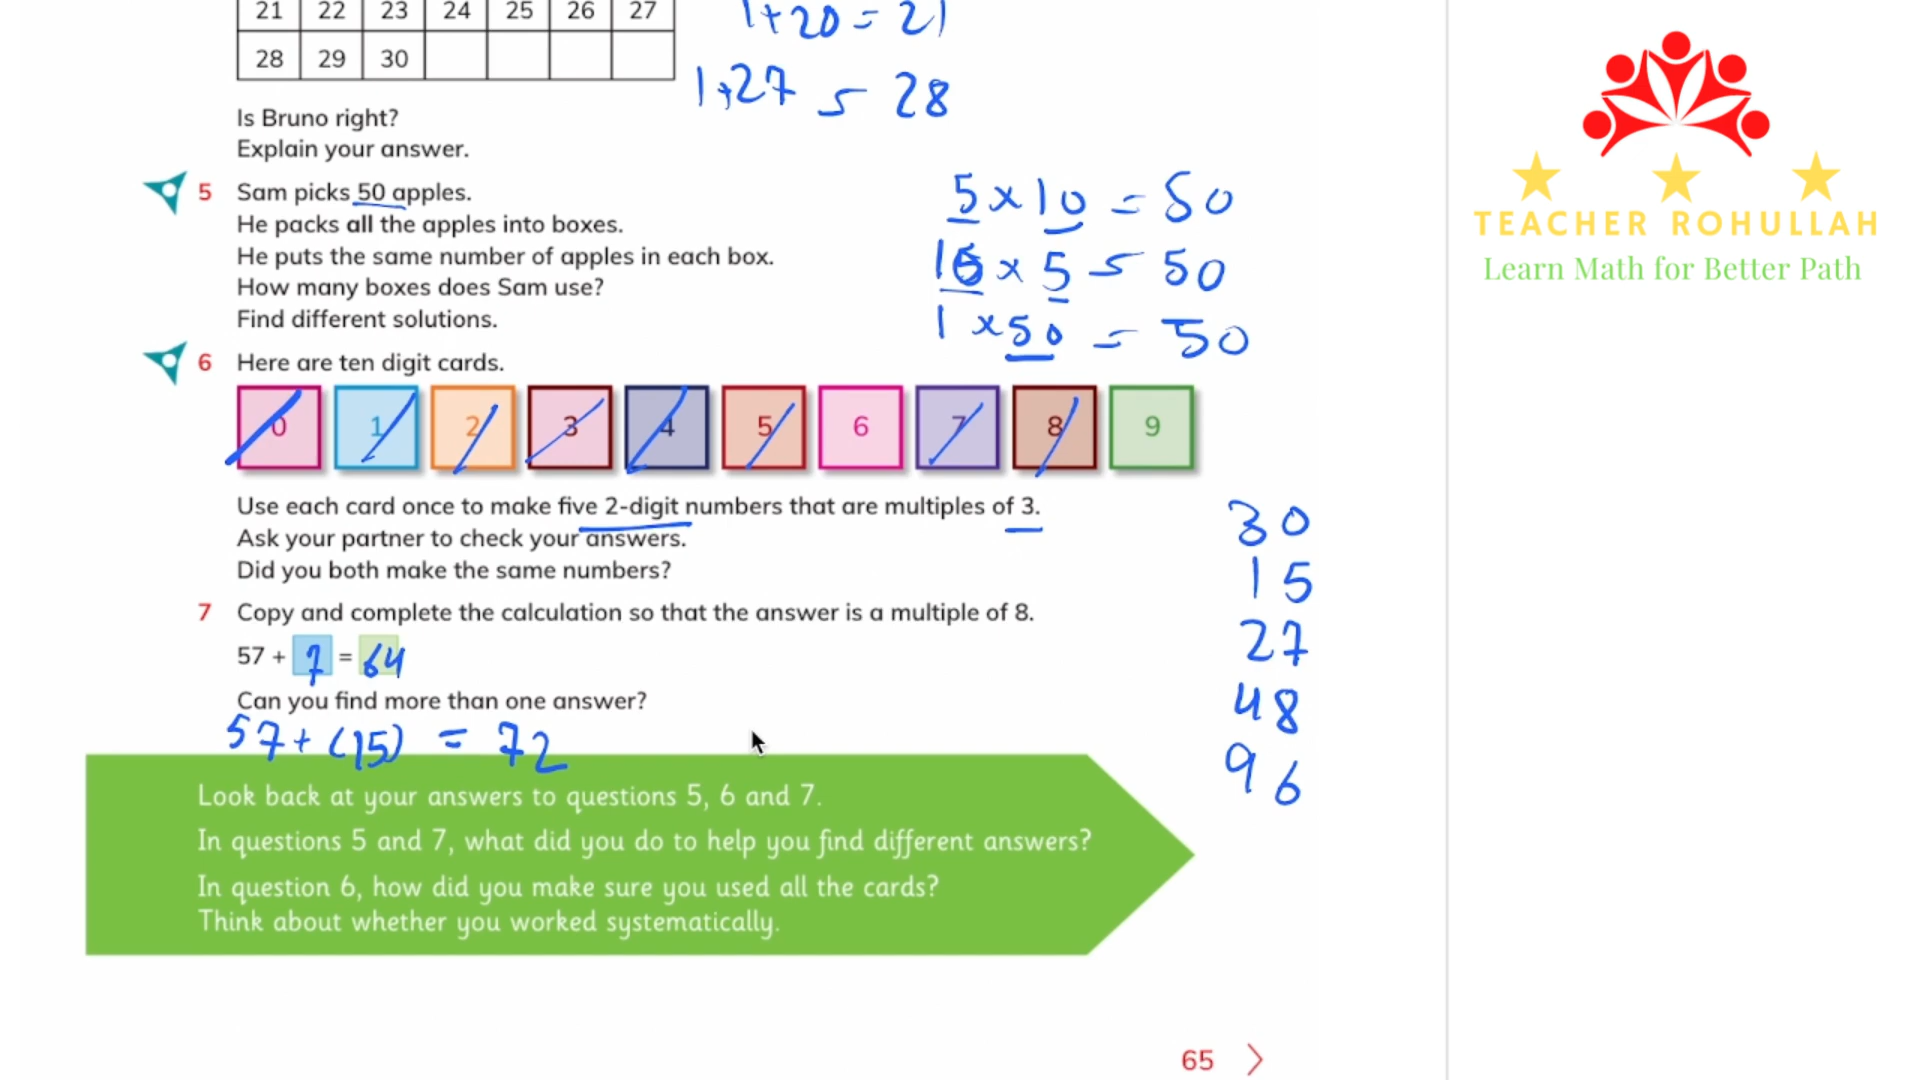 21 22 23 24 25 26 27
1+20 = 21
28 29 30
1+27 = 28
Is Bruno right?
Explain your answer.
5 Sam picks 50 apples.
He packs all the apples into boxes.
He puts the same number of apples in each box.
How many boxes does Sam use?
Find different solutions.
5 × 10 = 50
10 × 5 = 50
1 × 50 = 50
6 Here are ten digit cards.
0 1 2 3 4 5 6 7 8 9
Use each card once to make five 2-digit numbers that are multiples of 3.
Ask your partner to check your answers.
Did you both make the same numbers?
30
15
27
48
96
7 Copy and complete the calculation so that the answer is a multiple of 8.
57 + 7 = 64
Can you find more than one answer?
57 + (15) = 72
Look back at your answers to questions 5, 6 and 7.
In questions 5 and 7, what did you do to help you find different answers?
In question 6, how did you make sure you used all the cards?
Think about whether you worked systematically.
65
TEACHER ROHULLAH
Learn Math for Better Path